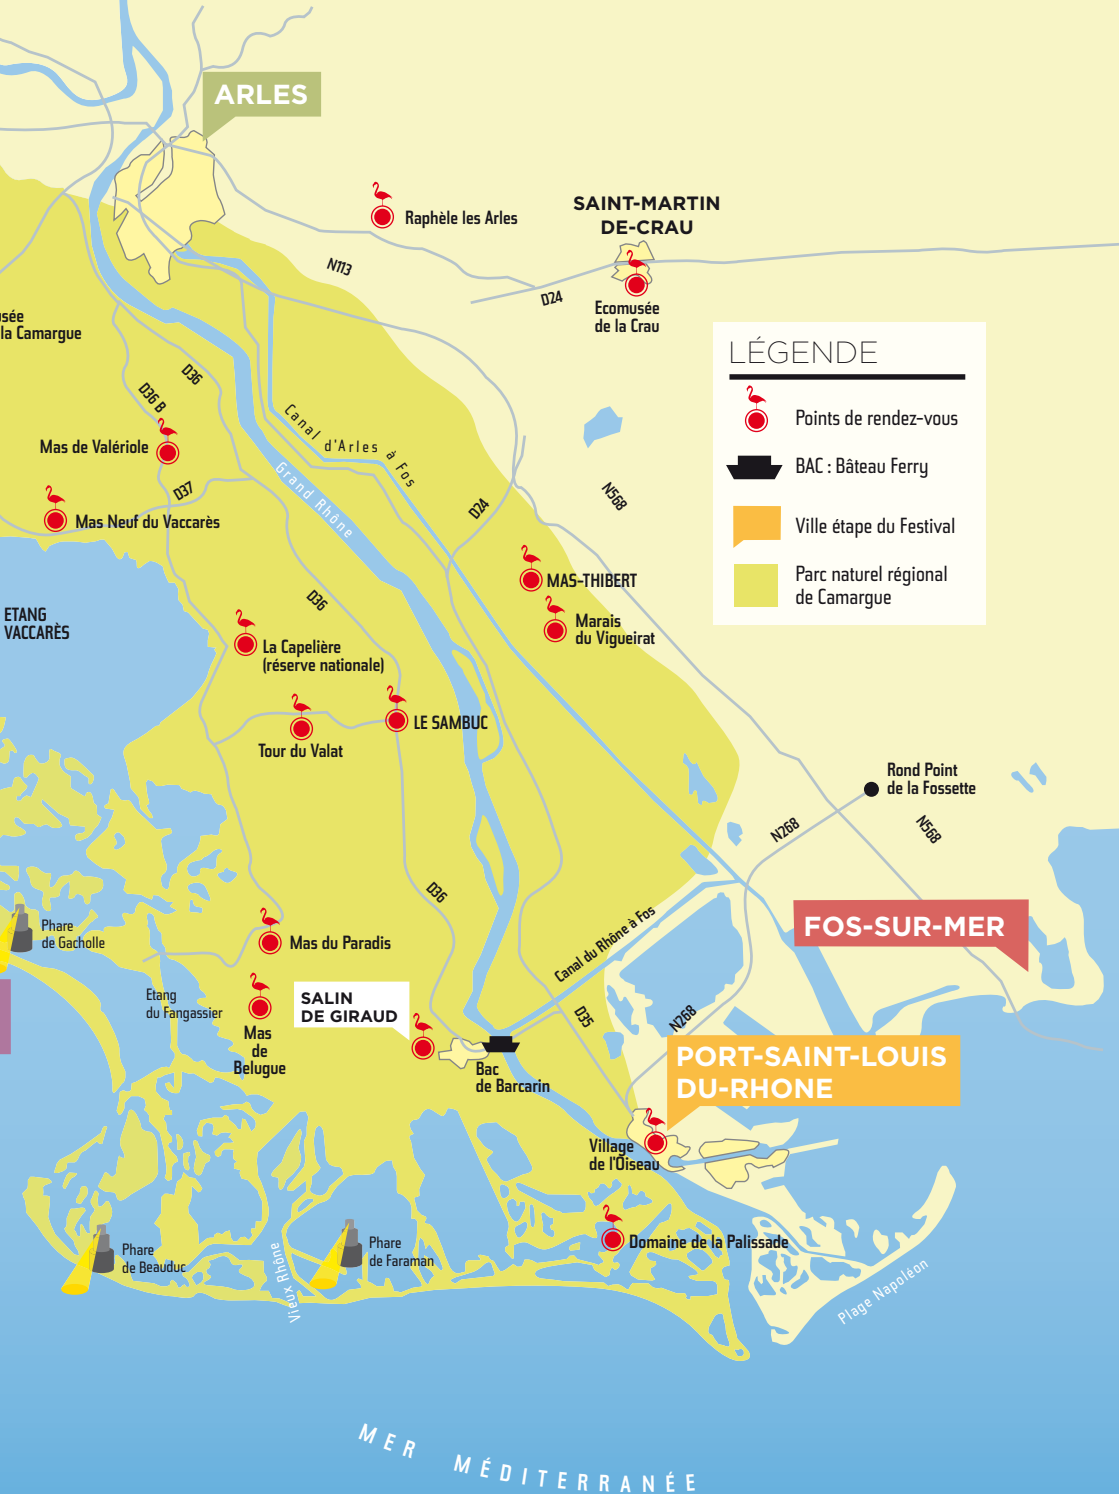 ARLES
Raphèle les Arles
SAINT-MARTIN
DE-CRAU
N113
D24
Ecomusée
de la Crau
la Camargue
LÉGENDE
Points de rendez-vous
BAC : Bâteau Ferry
Ville étape du Festival
Parc naturel régional
de Camargue
D36
D36 B
Mas de Valériole
Canal
d'Arles
à Fos
Grand Rhône
D37
Mas Neuf du Vaccarès
D24
N568
MAS-THIBERT
Marais
du Vigueirat
ETANG
VACCARÈS
D36
La Capelière
(réserve nationale)
LE SAMBUC
Tour du Valat
Rond Point
de la Fossette
N268
N568
D36
Phare
de Gacholle
Mas du Paradis
Canal du Rhône à Fos
FOS-SUR-MER
Etang
du Fangassier
SALIN
DE GIRAUD
D35
N268
Mas
de
Belugue
Bac
de Barcarin
PORT-SAINT-LOUIS
DU-RHONE
Village
de l'Oiseau
Domaine de la Palissade
Phare
de Beauduc
Vieux Rhône
Phare
de Faraman
Plage Napoléon
MER MÉDITERRANÉE